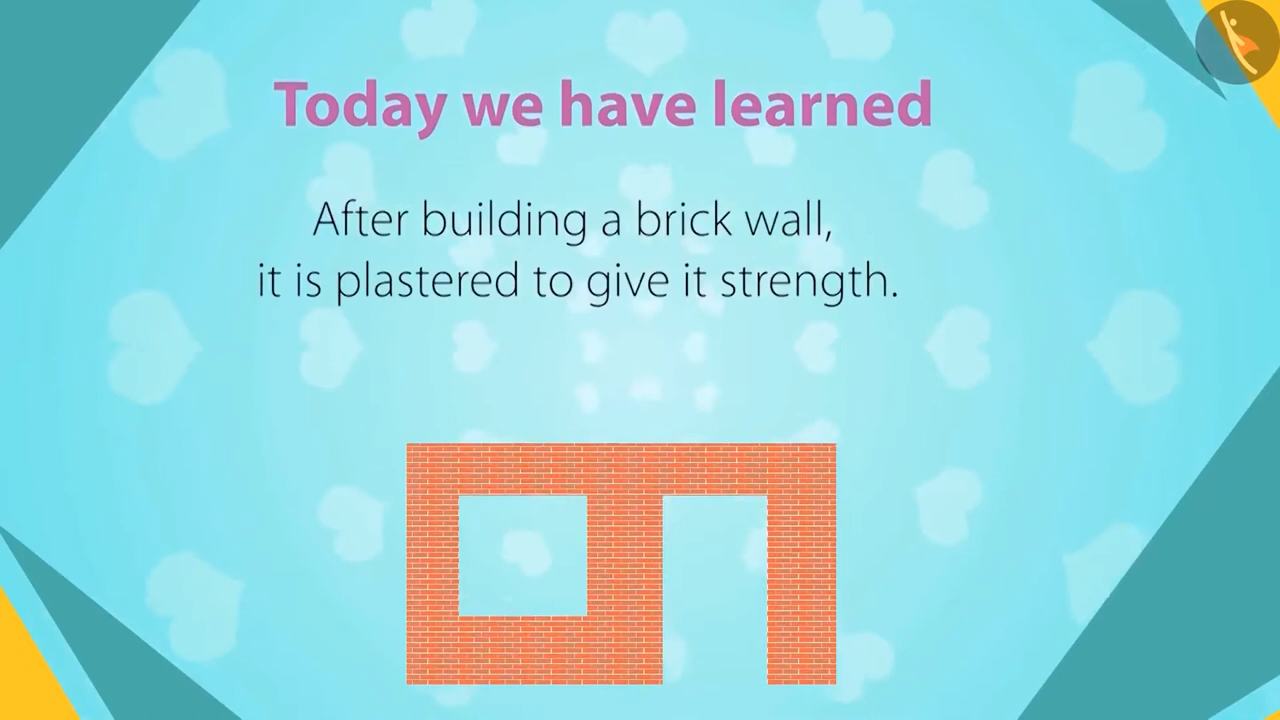 Today we have learned
After building a brick wall,
it is plastered to give it strength.